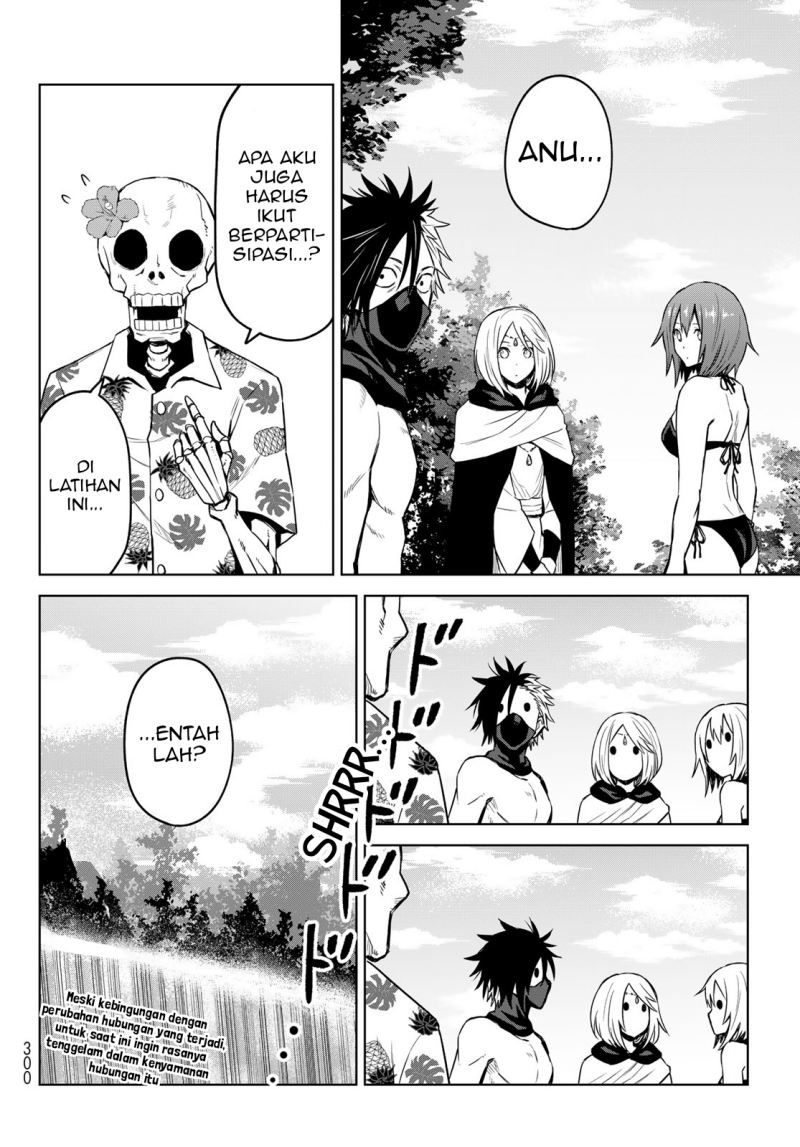 ANU...
APA AKU
JUGA
HARUS
IKUT
BERPARTI-
SIPASI...?
DI
LATIHAN
INI...
ドドドドド
SHRRR...
...ENTAH
LAH?
Meski kebingungan dengan
perubahan hubungan yang terjadi,
untuk saat ini ingin rasanya
tenggelam dalam kenyamanan
hubungan itu
300